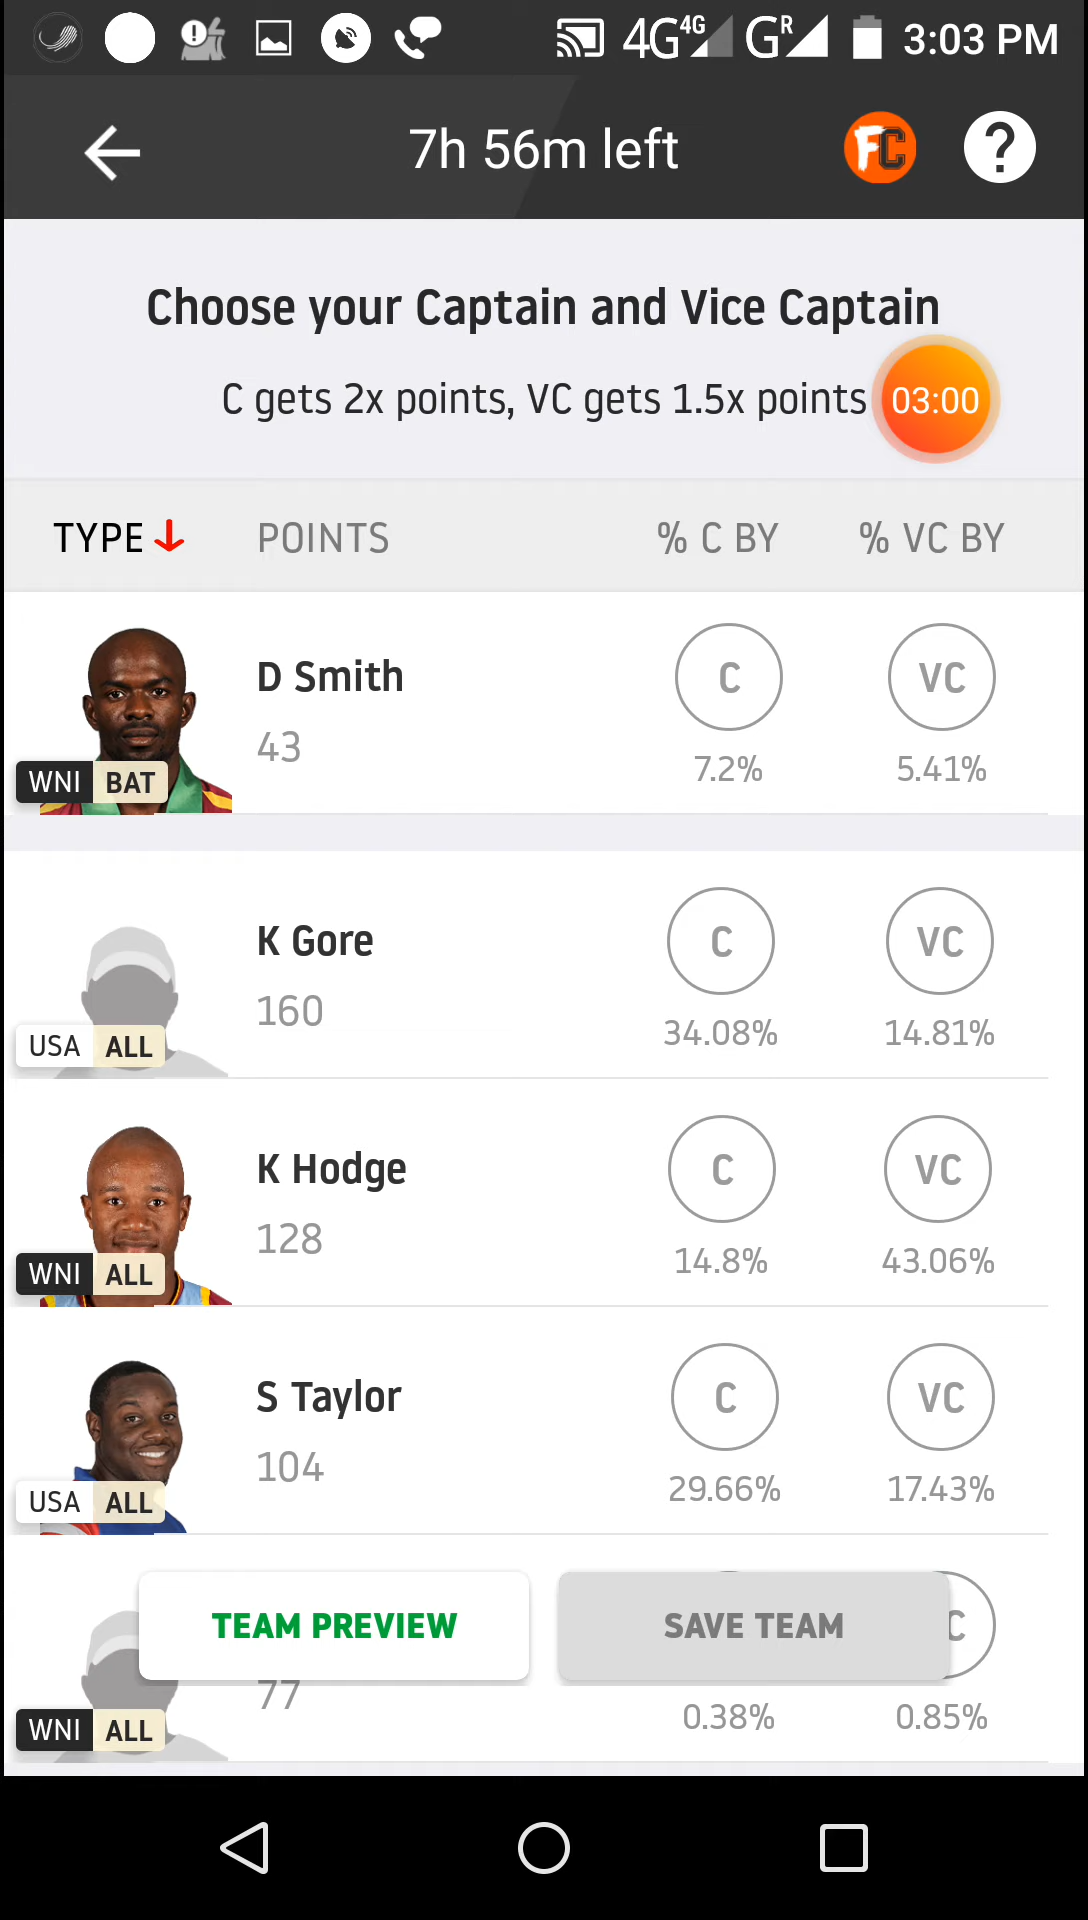 4G 4G G R 3:03 PM
7h 56m left
FC ?
Choose your Captain and Vice Captain
C gets 2x points, VC gets 1.5x points
03:00
TYPE POINTS % C BY % VC BY
D Smith C VC
43
WNI BAT
7.2% 5.41%
K Gore C VC
160
USA ALL
34.08% 14.81%
K Hodge C VC
128
WNI ALL
14.8% 43.06%
S Taylor C VC
104
USA ALL
29.66% 17.43%
TEAM PREVIEW SAVE TEAM C
77
WNI ALL
0.38% 0.85%